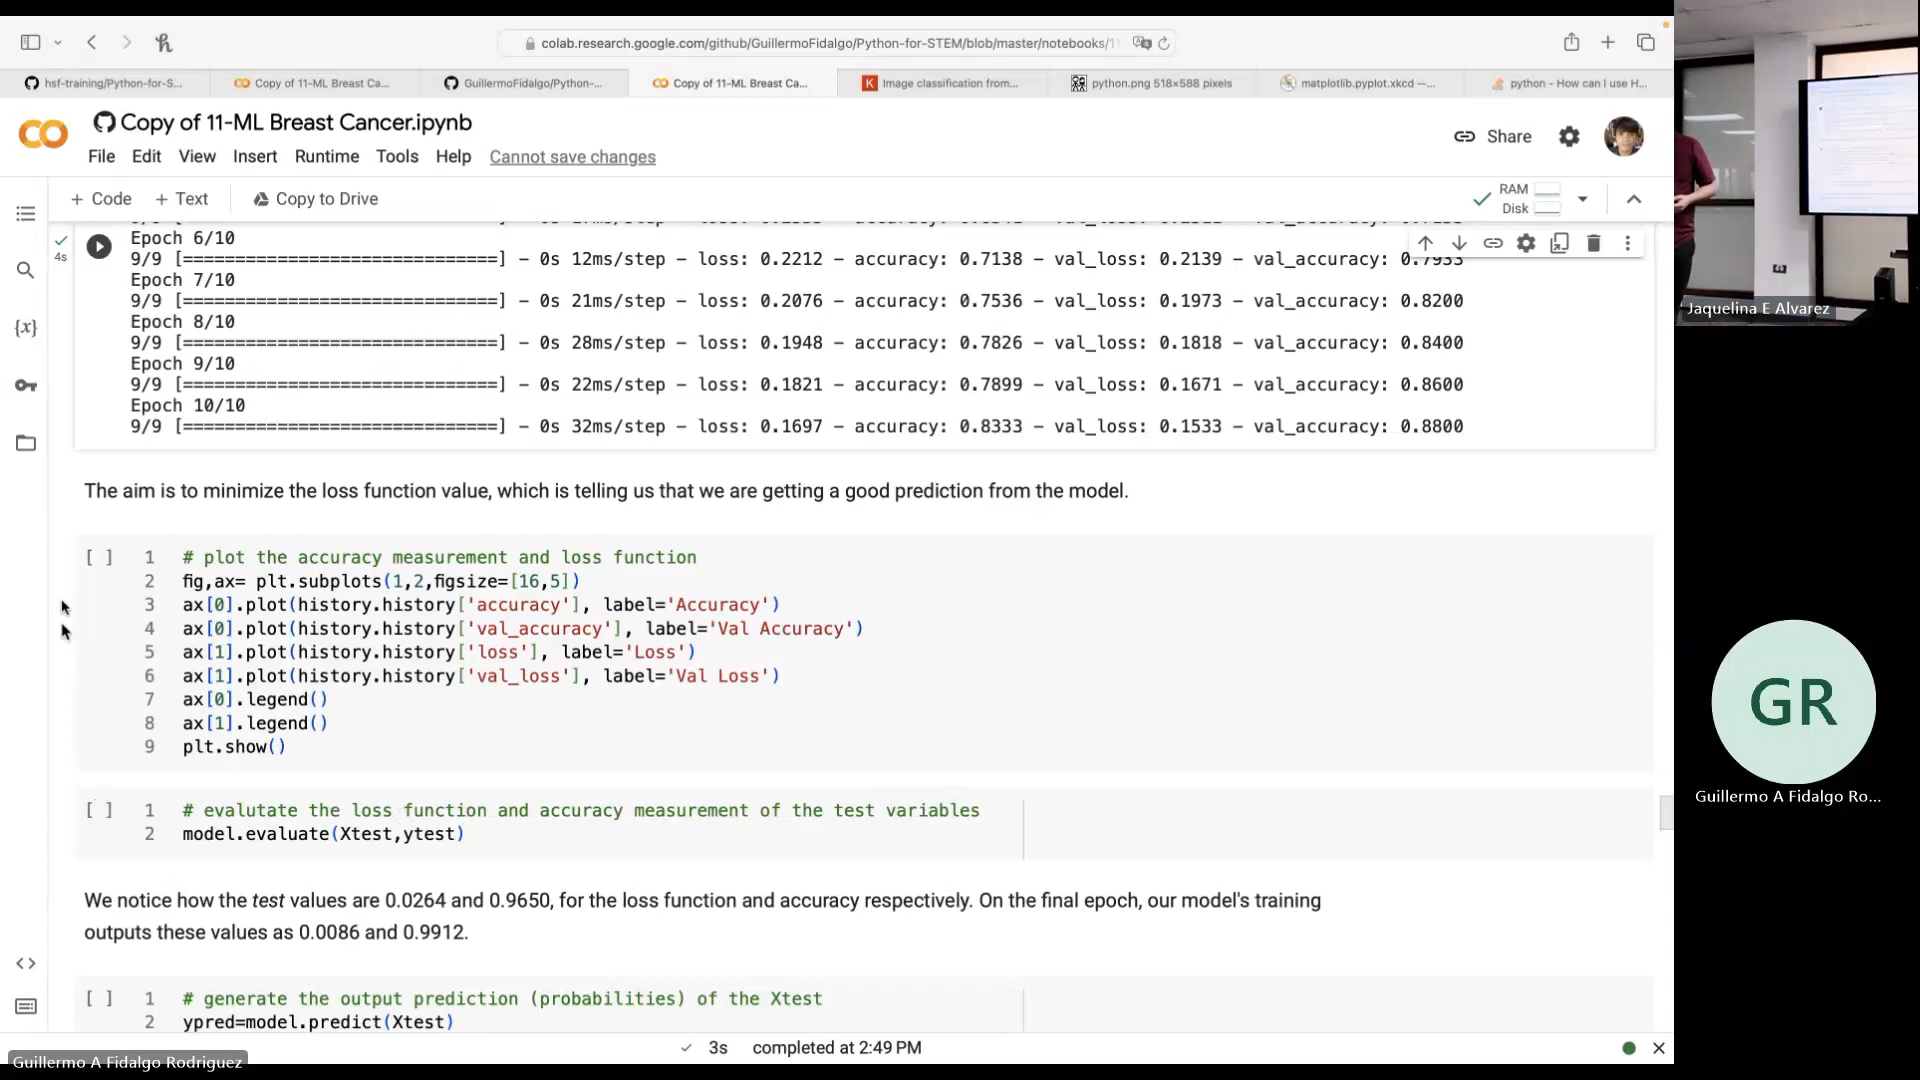 colab.research.google.com/github/GuillermoFidalgo/Python-for-STEM/blob/master/notebooks/11
hsf-training/Python-for-S...
Copy of 11-ML Breast Ca...
GuillermoFidalgo/Python-...
Copy of 11-ML Breast Ca...
Image classification from...
python.png 518×588 pixels
matplotlib.pyplot.xkcd —...
python - How can I use H...
Copy of 11-ML Breast Cancer.ipynb
Share
File Edit View Insert Runtime Tools Help Cannot save changes
+ Code + Text Copy to Drive
RAM
Disk
4s
Epoch 6/10
9/9 [==============================] - 0s 12ms/step - loss: 0.2212 - accuracy: 0.7138 - val_loss: 0.2139 - val_accuracy: 0.7933
Epoch 7/10
9/9 [==============================] - 0s 21ms/step - loss: 0.2076 - accuracy: 0.7536 - val_loss: 0.1973 - val_accuracy: 0.8200
Epoch 8/10
9/9 [==============================] - 0s 28ms/step - loss: 0.1948 - accuracy: 0.7826 - val_loss: 0.1818 - val_accuracy: 0.8400
Epoch 9/10
9/9 [==============================] - 0s 22ms/step - loss: 0.1821 - accuracy: 0.7899 - val_loss: 0.1671 - val_accuracy: 0.8600
Epoch 10/10
9/9 [==============================] - 0s 32ms/step - loss: 0.1697 - accuracy: 0.8333 - val_loss: 0.1533 - val_accuracy: 0.8800
The aim is to minimize the loss function value, which is telling us that we are getting a good prediction from the model.
[ ] 1 # plot the accuracy measurement and loss function
2 fig,ax= plt.subplots(1,2,figsize=[16,5])
3 ax[0].plot(history.history['accuracy'], label='Accuracy')
4 ax[0].plot(history.history['val_accuracy'], label='Val Accuracy')
5 ax[1].plot(history.history['loss'], label='Loss')
6 ax[1].plot(history.history['val_loss'], label='Val Loss')
7 ax[0].legend()
8 ax[1].legend()
9 plt.show()
[ ] 1 # evalutate the loss function and accuracy measurement of the test variables
2 model.evaluate(Xtest,ytest)
We notice how the test values are 0.0264 and 0.9650, for the loss function and accuracy respectively. On the final epoch, our model's training
outputs these values as 0.0086 and 0.9912.
[ ] 1 # generate the output prediction (probabilities) of the Xtest
2 ypred=model.predict(Xtest)
3s completed at 2:49 PM
Guillermo A Fidalgo Rodriguez
Jaquelina E Alvarez
GR
Guillermo A Fidalgo Ro...